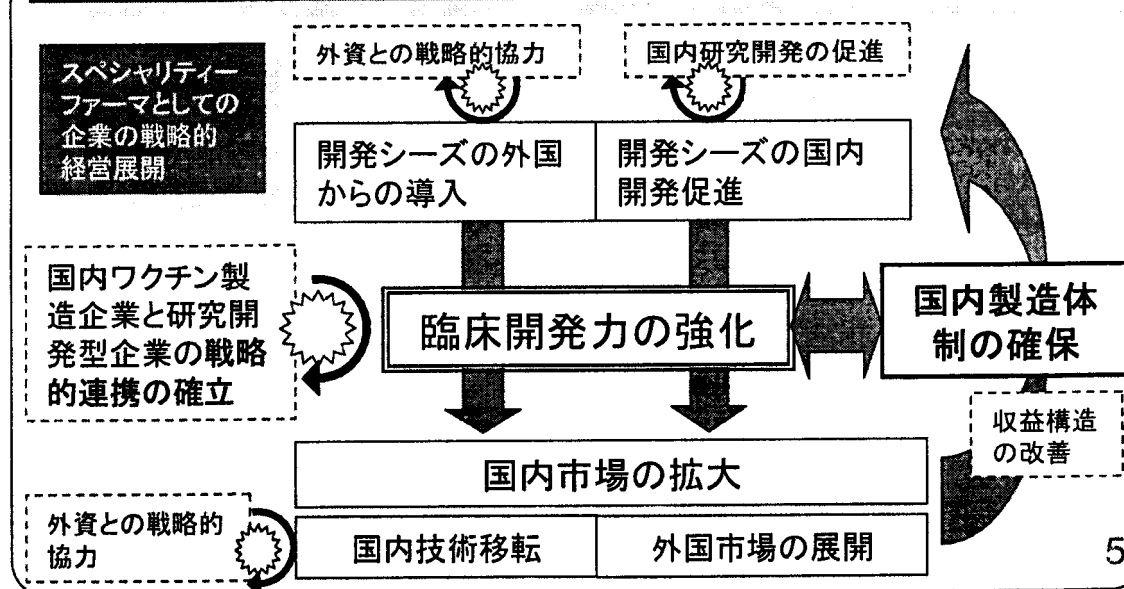 スペシャリティー
ファーマとしての
企業の戦略的
経営展開
外資との戦略的協力
国内研究開発の促進
開発シーズの外国
からの導入
開発シーズの国内
開発促進
国内ワクチン製
造企業と研究開
発型企業の戦略
的連携の確立
臨床開発力の強化
国内製造体
制の確保
収益構造
の改善
国内市場の拡大
外資との戦略的
協力
国内技術移転
外国市場の展開
5